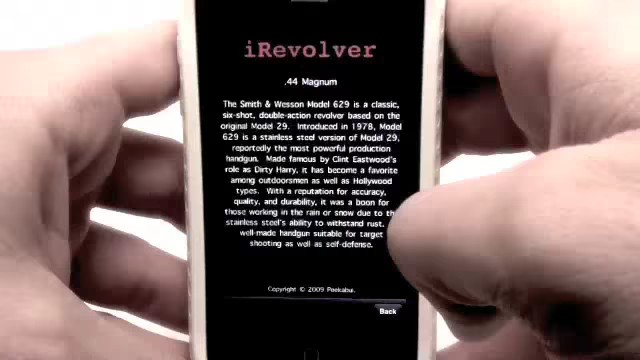 iRevolver
.44 Magnum
The Smith & Wesson Model 629 is a classic,
six-shot, double-action revolver based on the
original Model 29. Introduced in 1978, Model
629 is a stainless steel version of Model 29,
reportedly the most powerful production
handgun. Made famous by Clint Eastwood's
role as Dirty Harry, it has become a favorite
among outdoorsmen as well as Hollywood
types. With a reputation for accuracy,
quality, and durability, it was a boon for
those working in the rain or snow due to th
stainless steel's ability to withstand rust.
well-made handgun suitable for target
shooting as well as self-defense.
Copyright © 2009 Peekabui.
Back